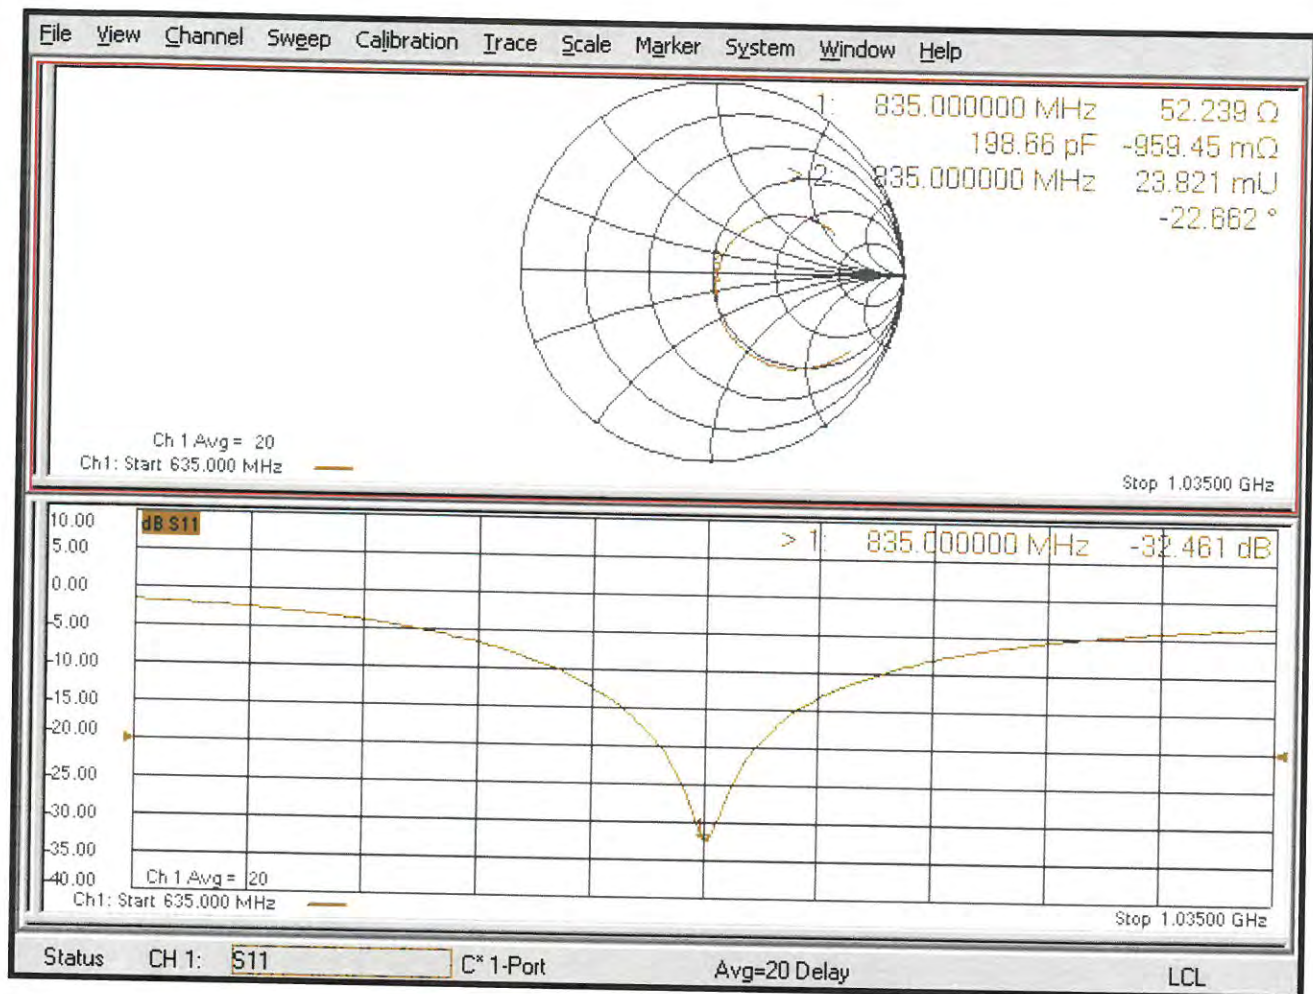 File View Channel Sweep Calibration Trace Scale Marker System Window Help
1: 835.000000 MHz 52.239 Ω
198.66 pF -959.45 mΩ
> 2: 835.000000 MHz 23.821 mU
-22.662 °
Ch 1 Avg = 20
Ch1: Start 635.000 MHz
Stop 1.03500 GHz
10.00
dB S11
> 1: 835.000000 MHz -32.461 dB
5.00
0.00
-5.00
-10.00
-15.00
-20.00
-25.00
-30.00
-35.00
-40.00
Ch 1 Avg = 20
Ch1: Start 635.000 MHz
Stop 1.03500 GHz
Status CH 1: S11 C* 1-Port Avg=20 Delay LCL